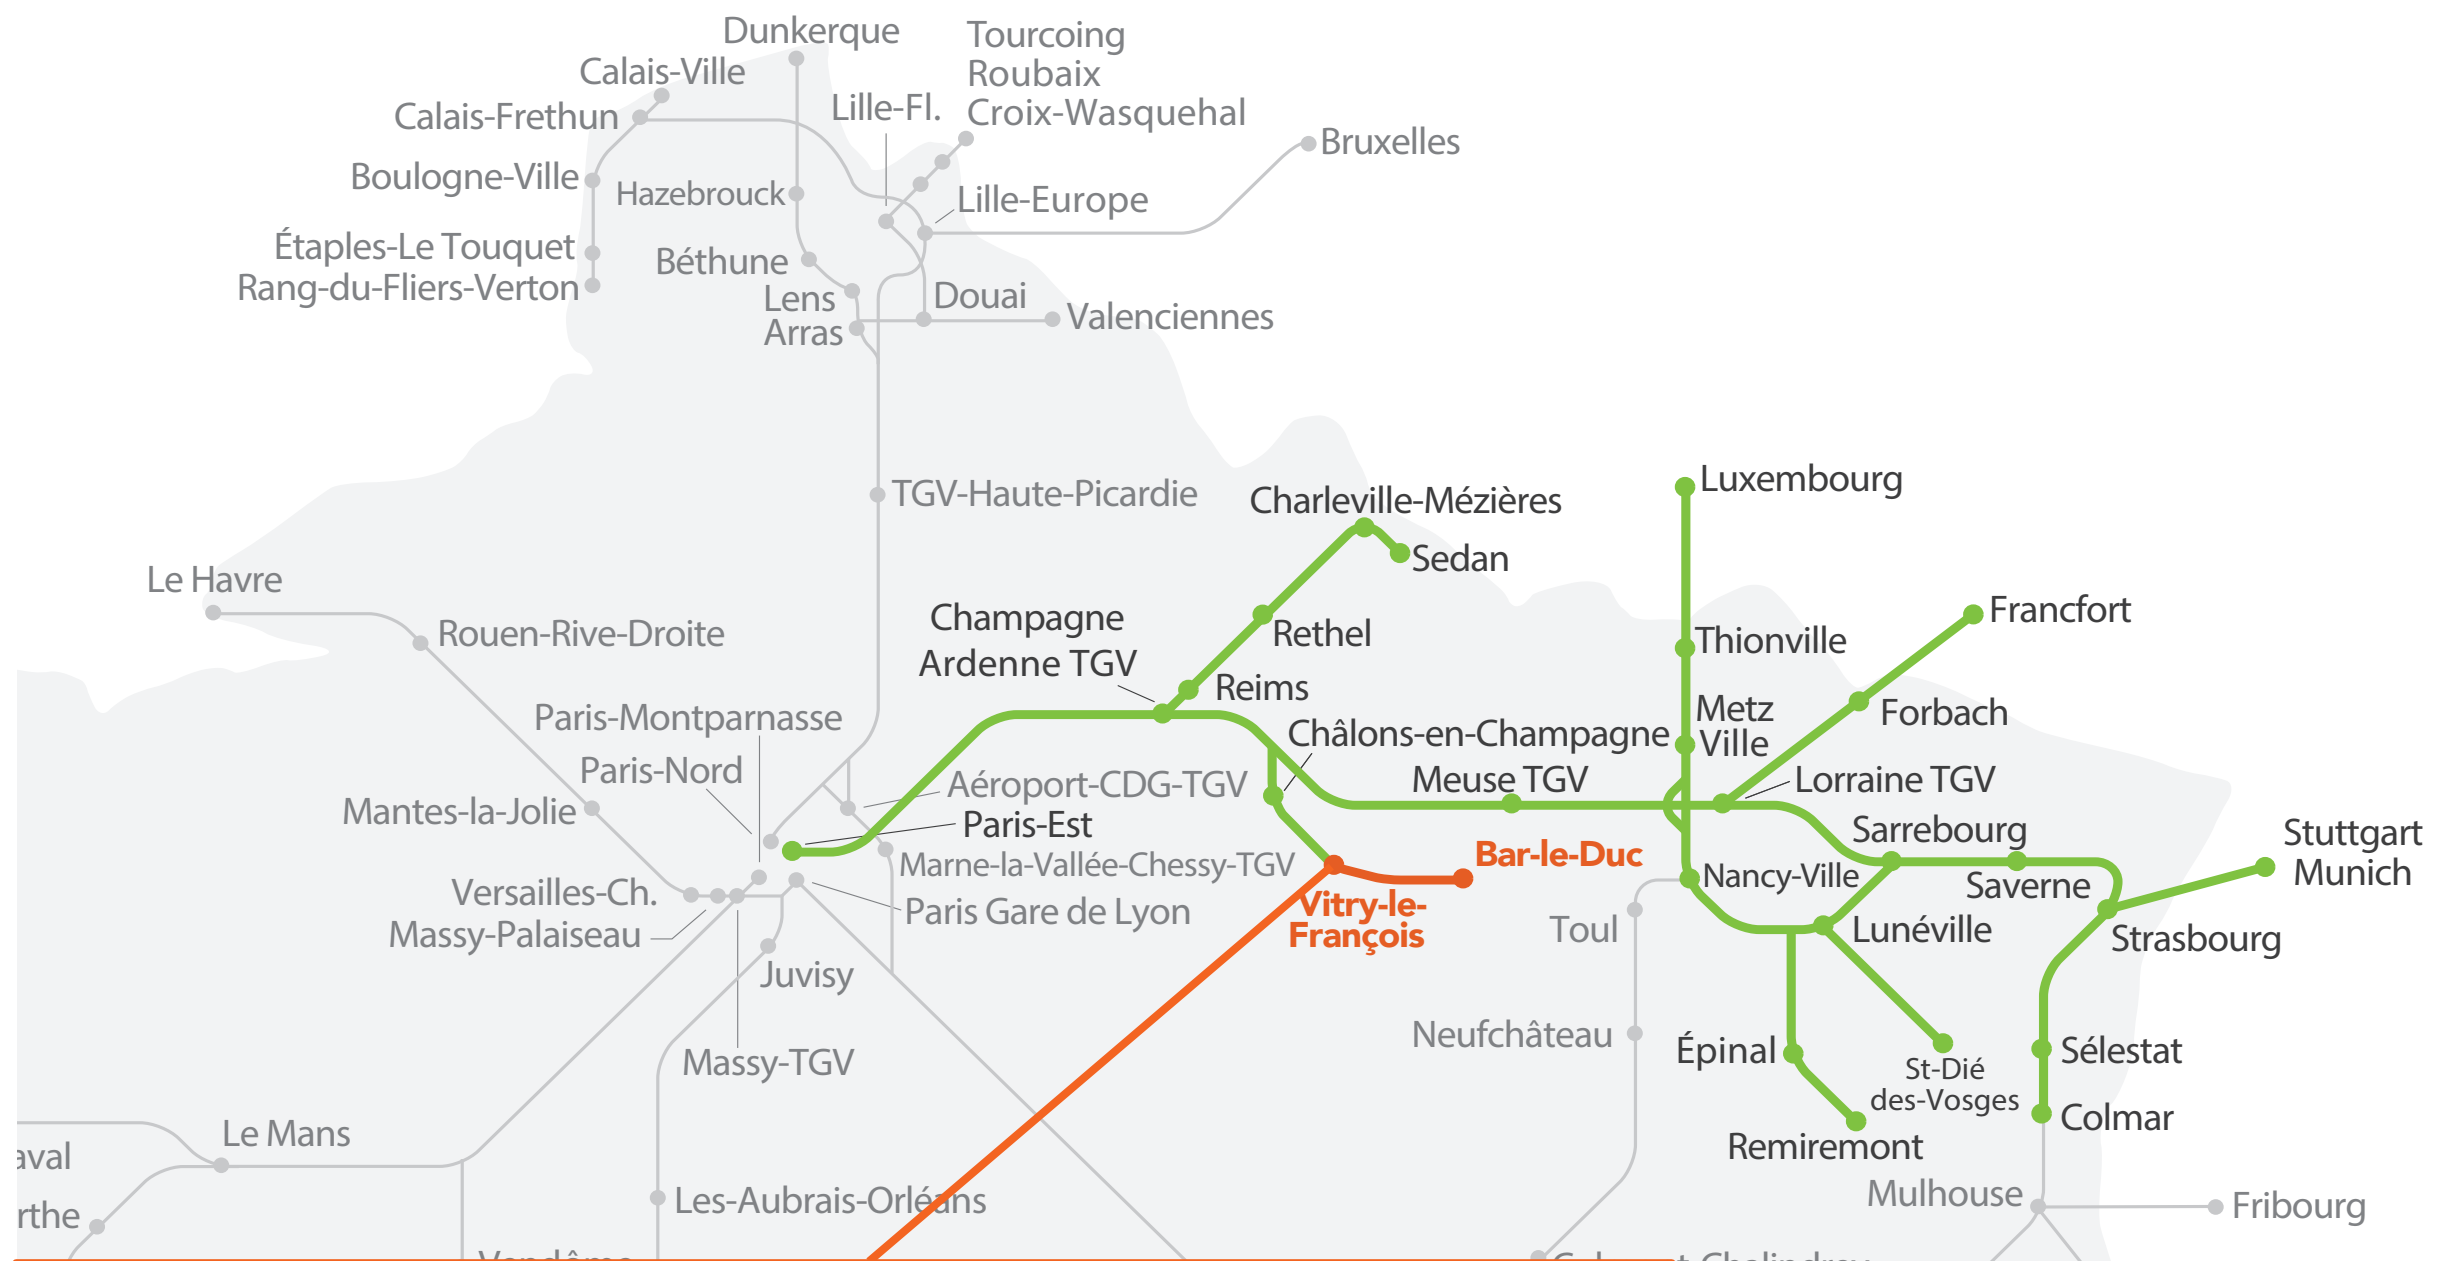 Dunkerque
Tourcoing
Roubaix
Croix-Wasquehal
Calais-Ville
Calais-Frethun
Lille-Fl.
Bruxelles
Boulogne-Ville
Hazebrouck
Lille-Europe
Étaples-Le Touquet
Rang-du-Fliers-Verton
Béthune
Lens
Arras
Douai
Valenciennes
TGV-Haute-Picardie
Charleville-Mézières
Sedan
Luxembourg
Le Havre
Rouen-Rive-Droite
Champagne
Ardenne TGV
Rethel
Reims
Thionville
Francfort
Metz
Ville
Forbach
Paris-Montparnasse
Paris-Nord
Châlons-en-Champagne
Meuse TGV
Lorraine TGV
Mantes-la-Jolie
Aéroport-CDG-TGV
Paris-Est
Marne-la-Vallée-Chessy-TGV
Bar-le-Duc
Sarrebourg
Stuttgart
Munich
Versailles-Ch.
Massy-Palaiseau
Paris Gare de Lyon
Vitry-le-
François
Nancy-Ville
Saverne
Toul
Lunéville
Strasbourg
Juvisy
Massy-TGV
Neufchâteau
Épinal
St-Dié
des-Vosges
Sélestat
Colmar
Remiremont
Le Mans
aval
rthe
Les-Aubrais-Orléans
Mulhouse
Fribourg
Vendôme